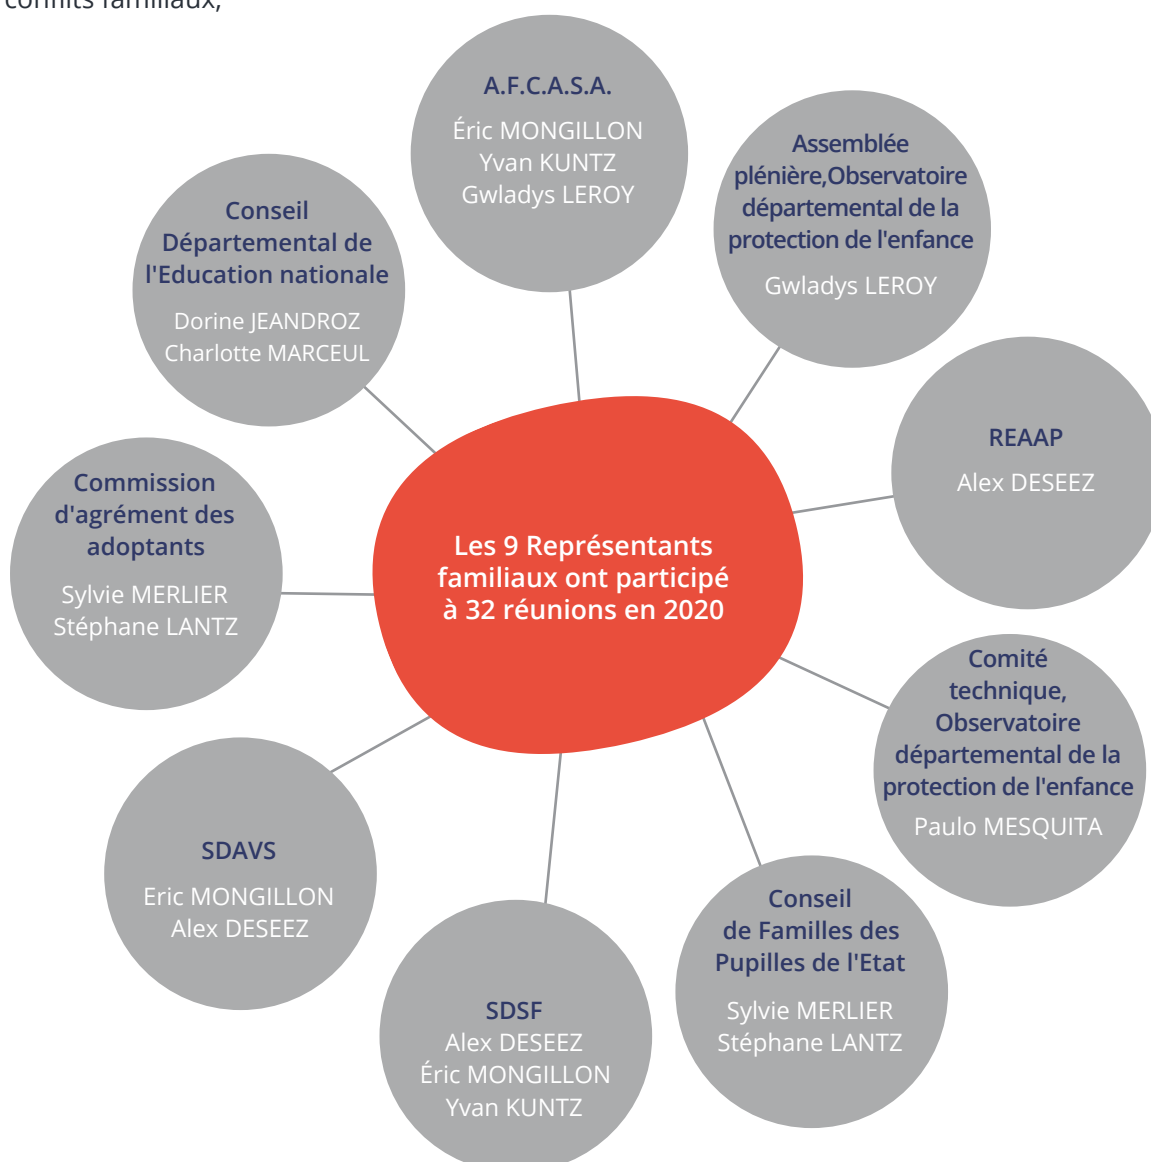 conflits familiaux,
A.F.C.A.S.A.
Éric MONGILLON
Yvan KUNTZ
Gwladys LEROY
Assemblée
plénière,Observatoire
départemental de la
protection de l'enfance
Gwladys LEROY
Conseil
Départemental de
l'Education nationale
Dorine JEANDROZ
Charlotte MARCEUL
REAAP
Alex DESEEZ
Commission
d'agrément des
adoptants
Sylvie MERLIER
Stéphane LANTZ
Les 9 Représentants
familiaux ont participé
à 32 réunions en 2020
Comité
technique,
Observatoire
départemental de la
protection de l'enfance
Paulo MESQUITA
SDAVS
Eric MONGILLON
Alex DESEEZ
Conseil
de Familles des
Pupilles de l'Etat
Sylvie MERLIER
Stéphane LANTZ
SDSF
Alex DESEEZ
Éric MONGILLON
Yvan KUNTZ